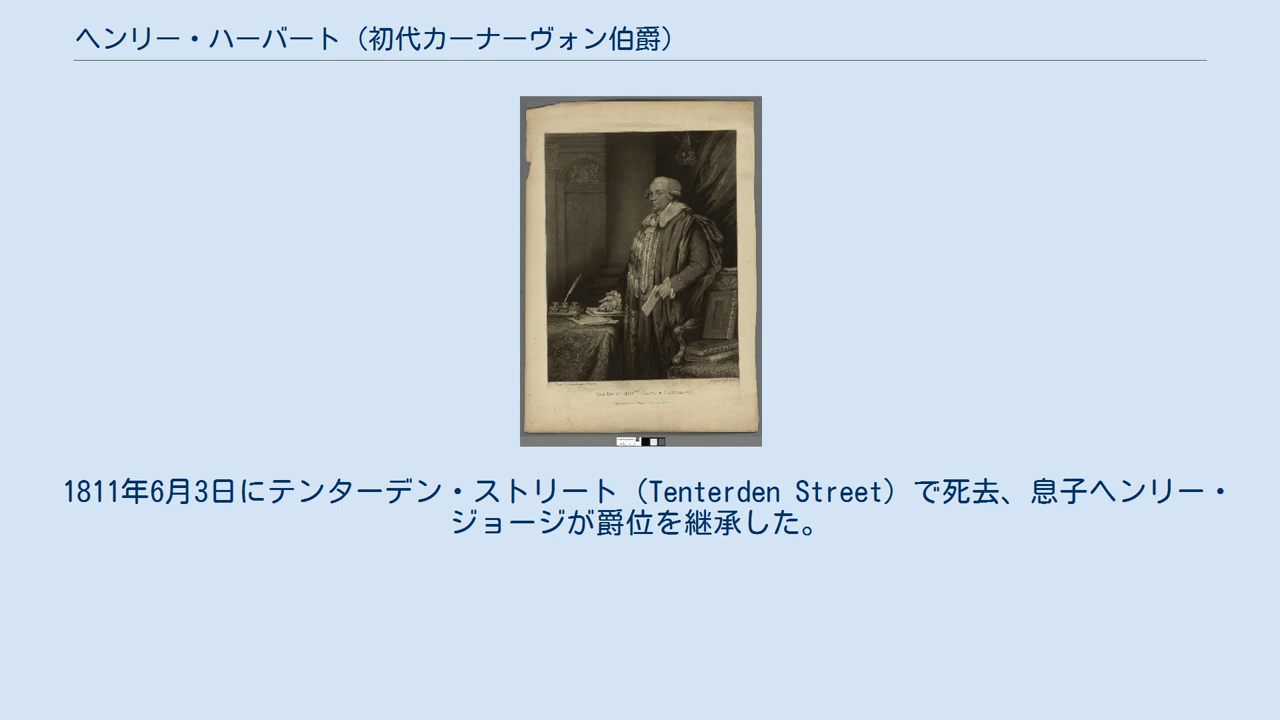 ヘンリー・ハーバート（初代カーナーヴォン伯爵）
1811年6月3日にテンターデン・ストリート（Tenterden Street）で死去、息子ヘンリー・
ジョージが爵位を継承した。